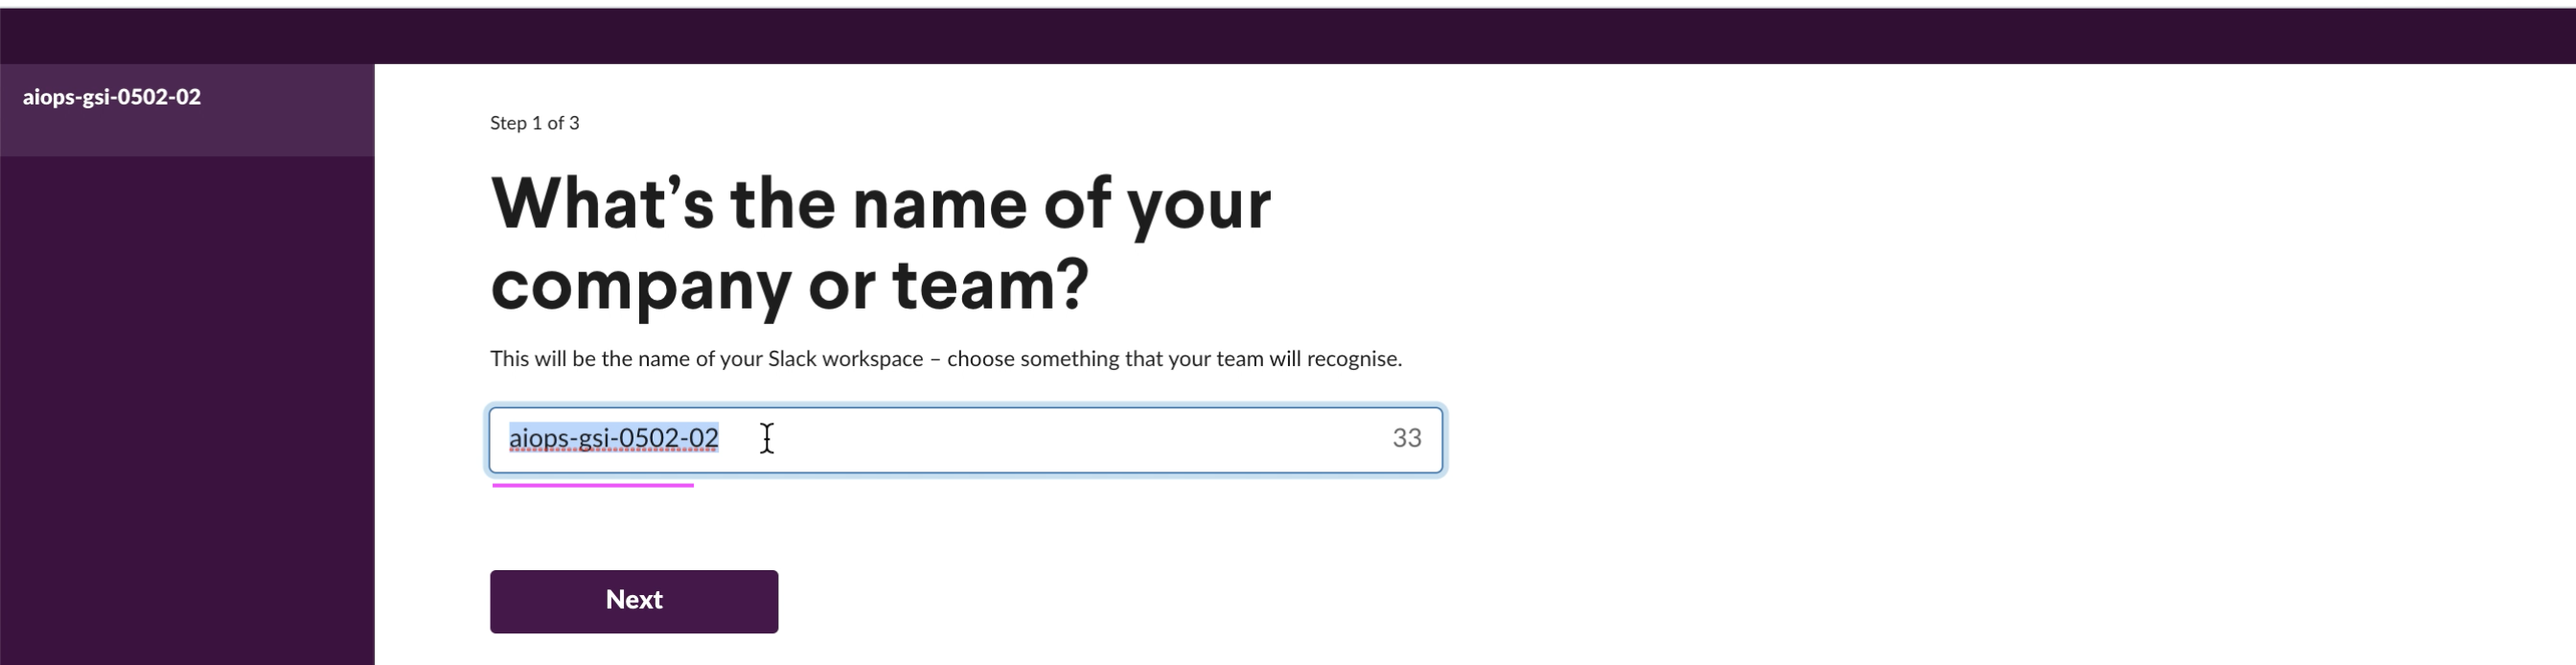 aiops-gsi-0502-02
Step 1 of 3
What’s the name of your
company or team?
This will be the name of your Slack workspace – choose something that your team will recognise.
aiops-gsi-0502-02 33
Next